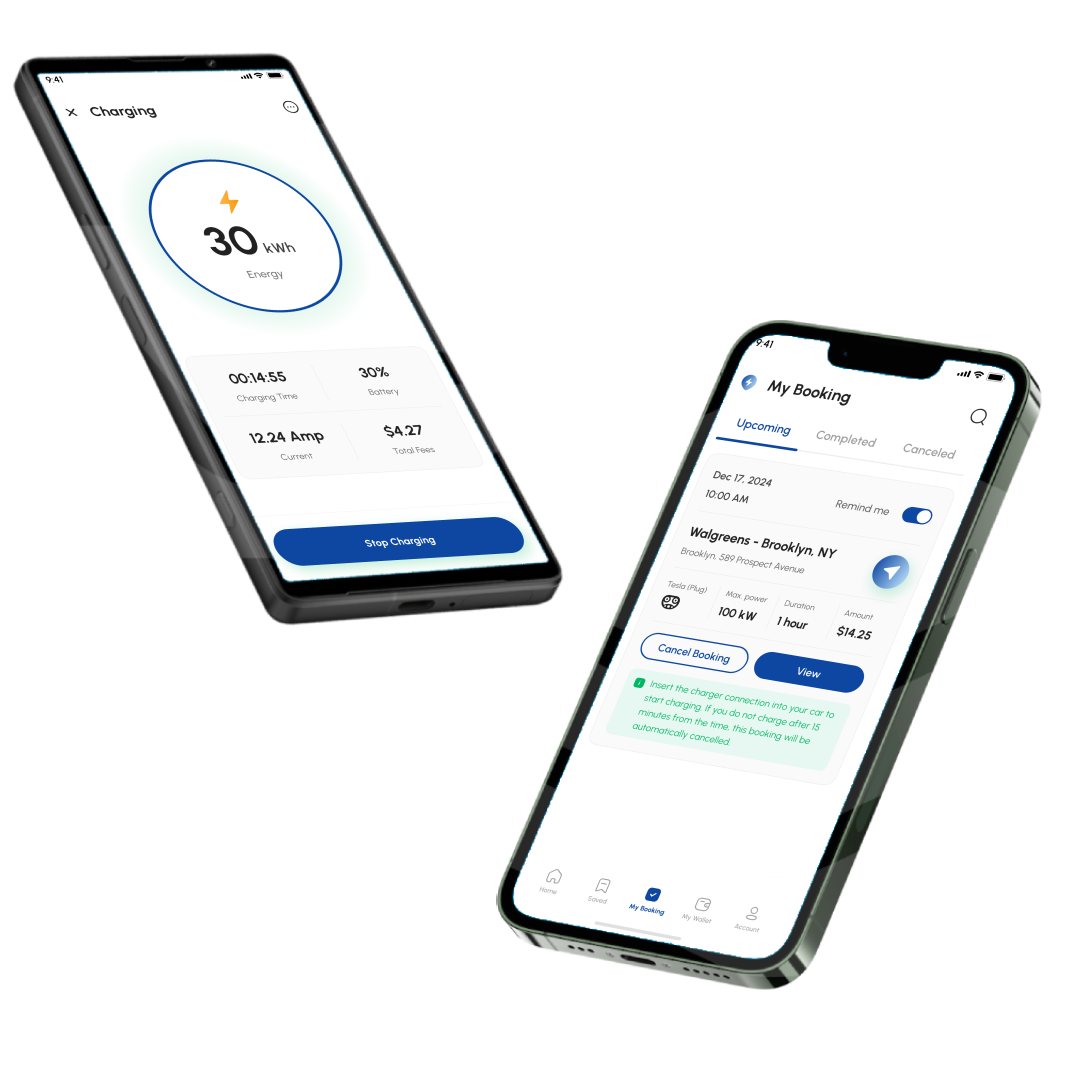 9:41
Charging
30 kWh
Energy
00:14:55
30%
Charging Time
Battery
12.24 Amp
$4.27
Current
Total Fees
Stop Charging
9:41
My Booking
Upcoming
Completed
Canceled
Dec 17, 2024
10:00 AM
Remind me
Walgreens - Brooklyn, NY
Brooklyn, 589 Prospect Avenue
Tesla (Plug)
Max. power
Duration
Amount
100 kW
1 hour
$14.25
Cancel Booking
View
Insert the charger connection into your car to
start charging. If you do not charge after 15
minutes from the time, this booking will be
automatically cancelled.
Home
Saved
My Booking
My Wallet
Account